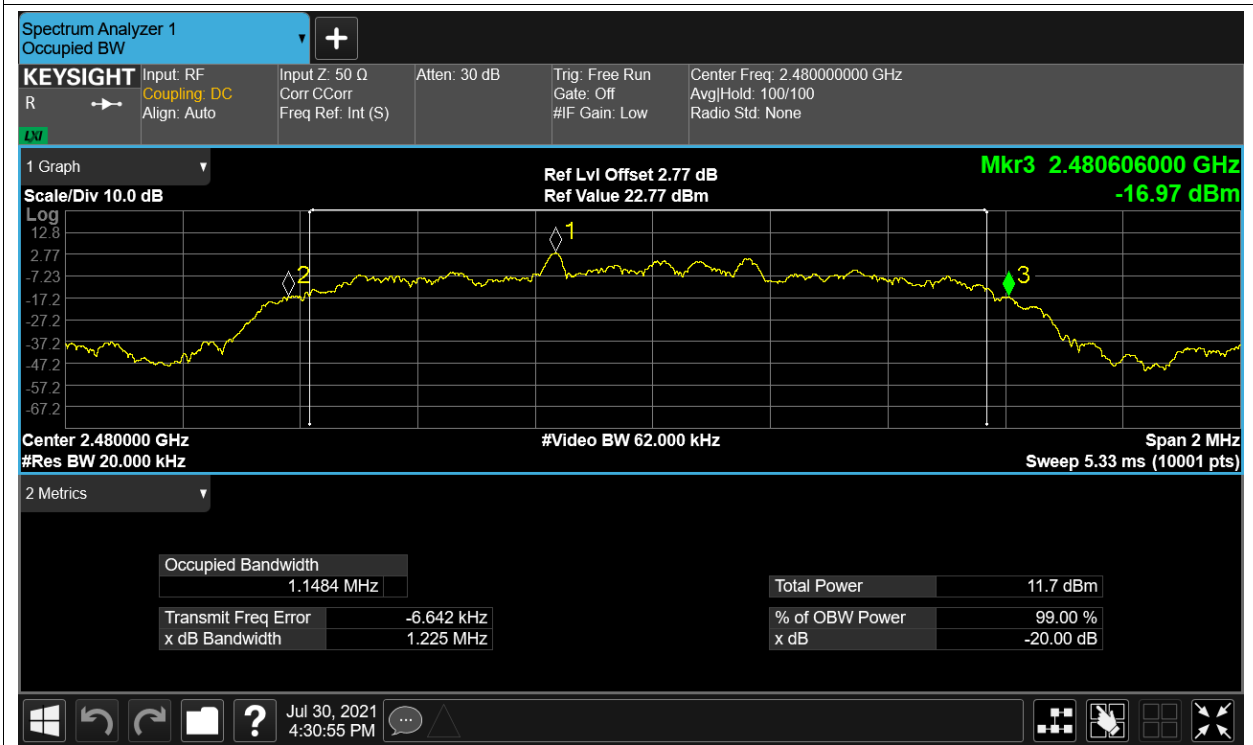 Spectrum Analyzer 1
Occupied BW
KEYSIGHT
R
LXI
Input: RF
Coupling: DC
Align: Auto
Input Z: 50 Ω
Corr CCorr
Freq Ref: Int (S)
Atten: 30 dB
Trig: Free Run
Gate: Off
#IF Gain: Low
Center Freq: 2.480000000 GHz
Avg|Hold: 100/100
Radio Std: None
1 Graph
Scale/Div 10.0 dB
Ref Lvl Offset 2.77 dB
Ref Value 22.77 dBm
Mkr3 2.480606000 GHz
-16.97 dBm
Log
12.8
2.77
-7.23
-17.2
-27.2
-37.2
-47.2
-57.2
-67.2
1
2
3
Center 2.480000 GHz
#Res BW 20.000 kHz
#Video BW 62.000 kHz
Span 2 MHz
Sweep 5.33 ms (10001 pts)
2 Metrics
Occupied Bandwidth
1.1484 MHz
Transmit Freq Error -6.642 kHz
x dB Bandwidth 1.225 MHz
Total Power 11.7 dBm
% of OBW Power 99.00 %
x dB -20.00 dB
?
Jul 30, 2021
4:30:55 PM